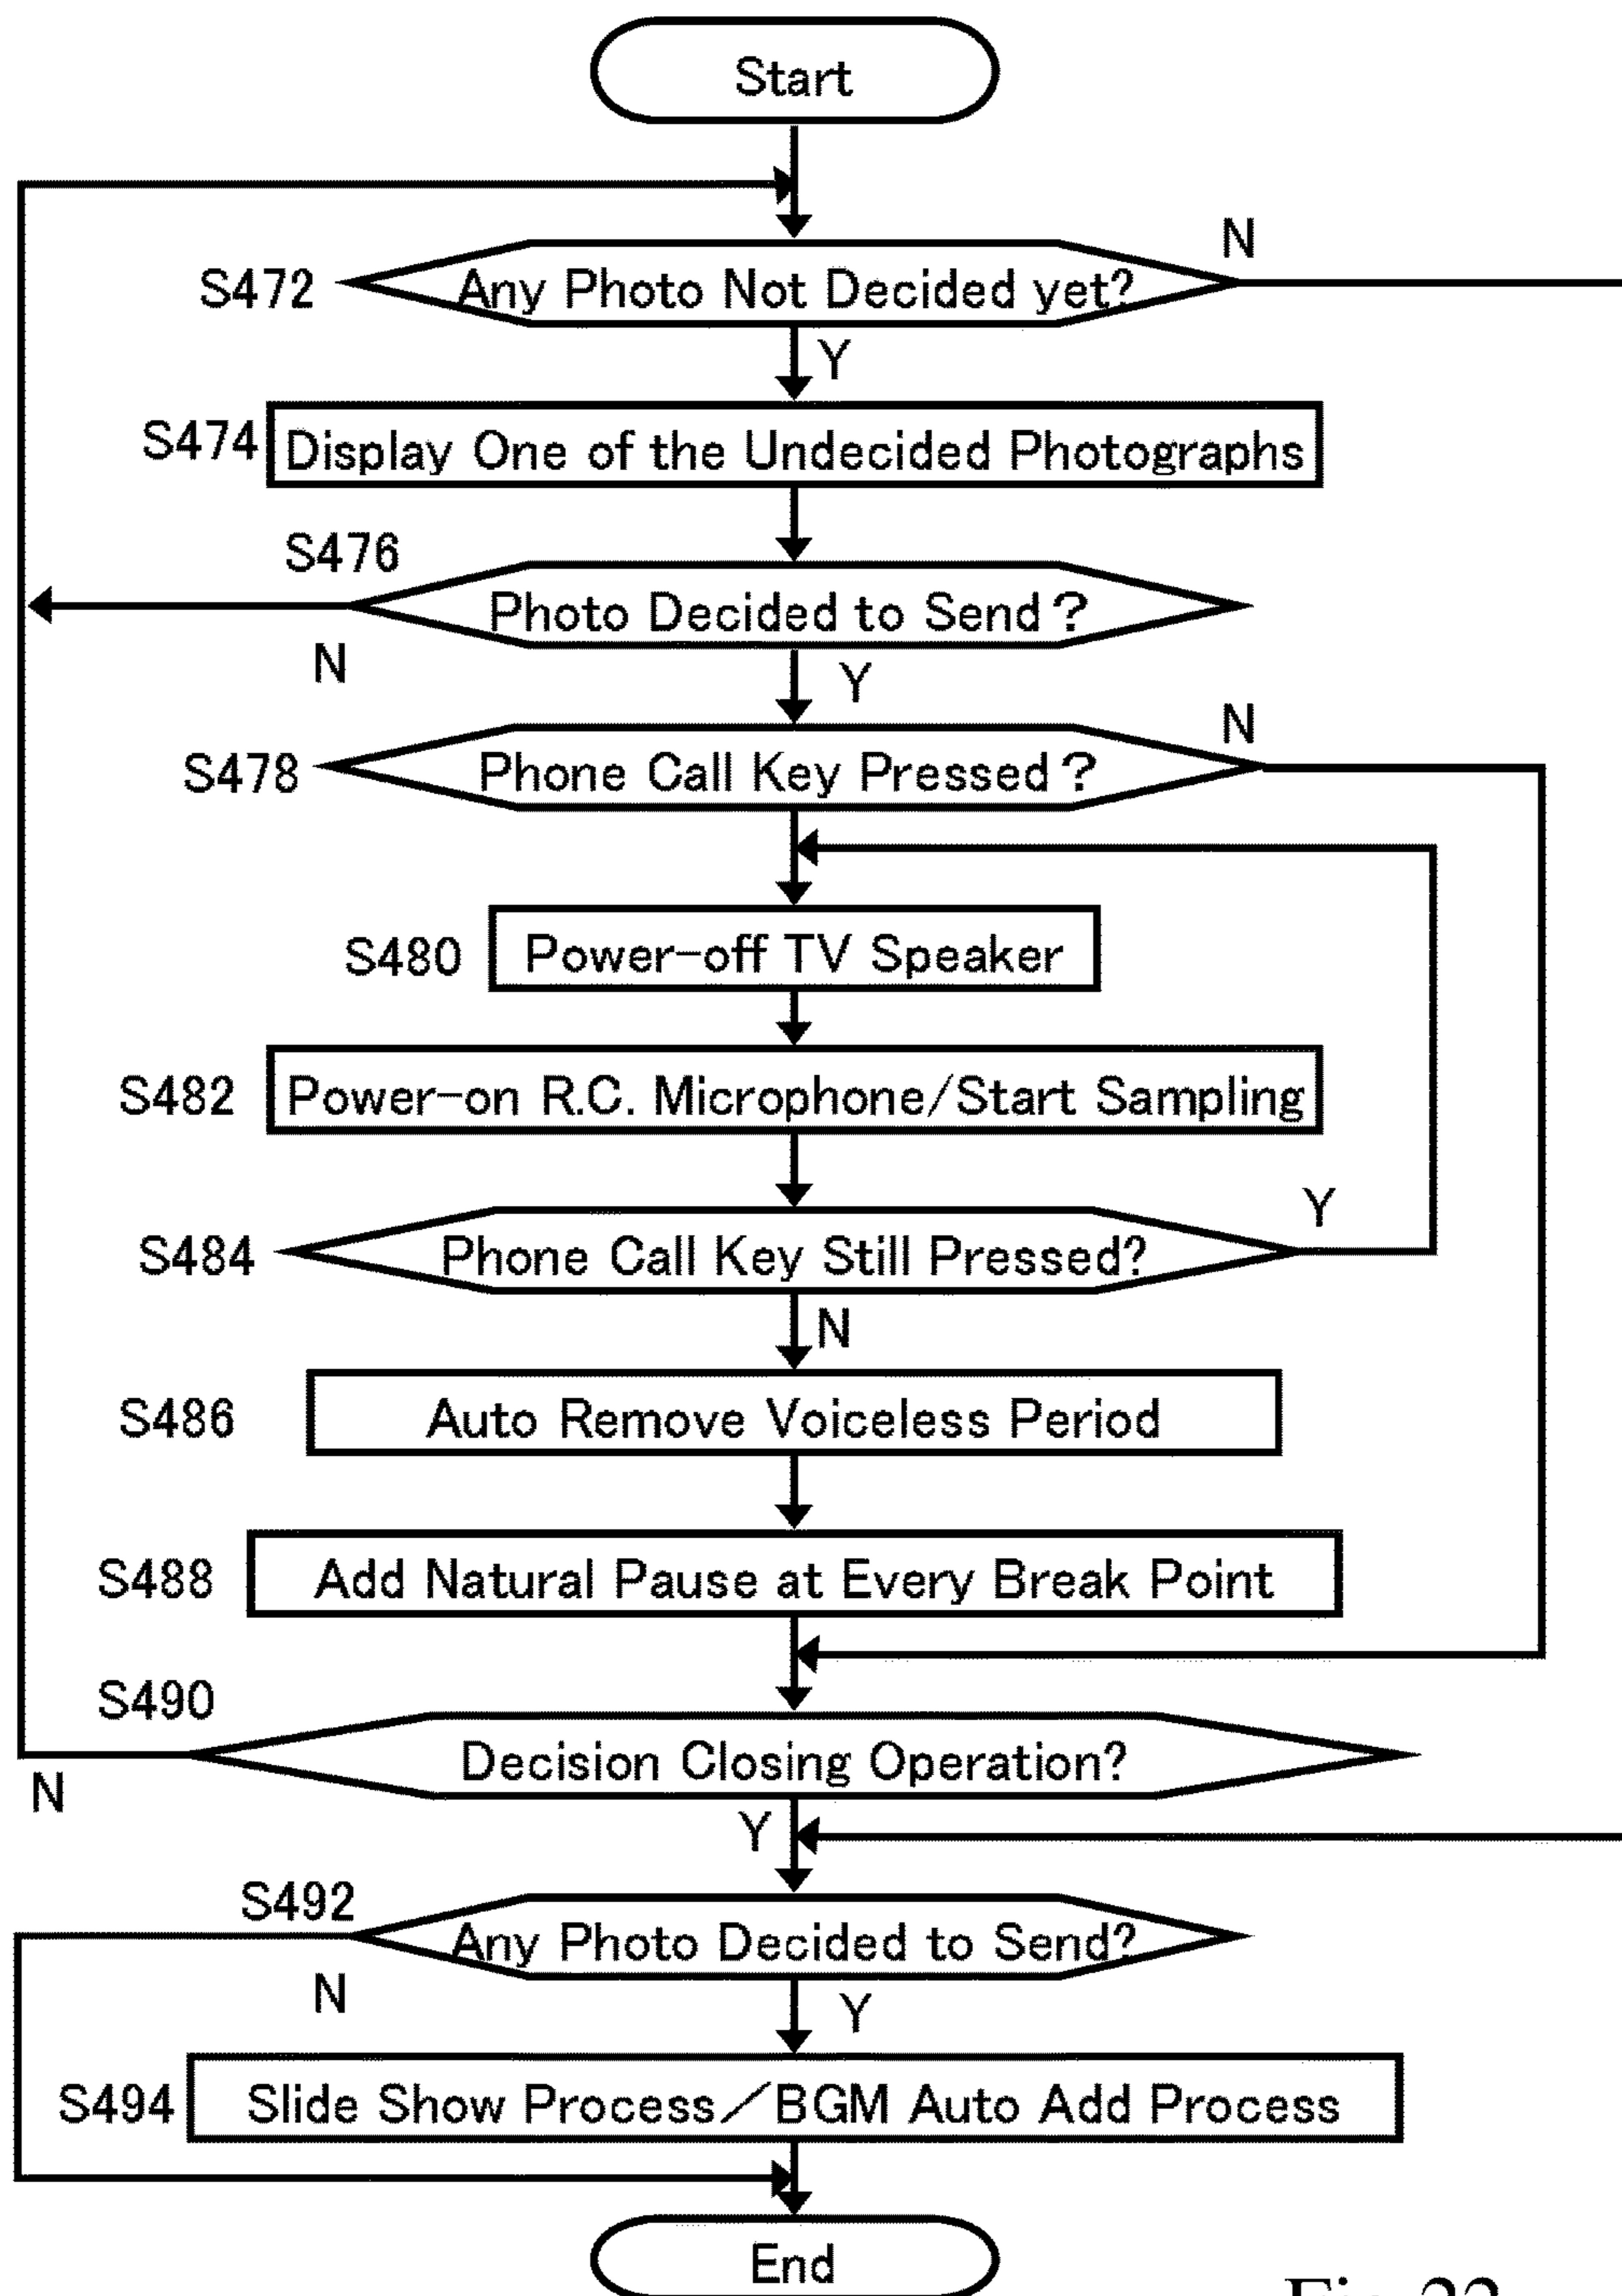 Start
N
S472 Any Photo Not Decided yet?
Y
S474 Display One of the Undecided Photographs
S476
Photo Decided to Send?
N
Y
N
S478 Phone Call Key Pressed?
S480 Power-off TV Speaker
S482 Power-on R.C. Microphone/Start Sampling
Y
S484 Phone Call Key Still Pressed?
N
S486 Auto Remove Voiceless Period
S488 Add Natural Pause at Every Break Point
S490
Decision Closing Operation?
N
Y
S492
Any Photo Decided to Send?
N
Y
S494 Slide Show Process/BGM Auto Add Process
End